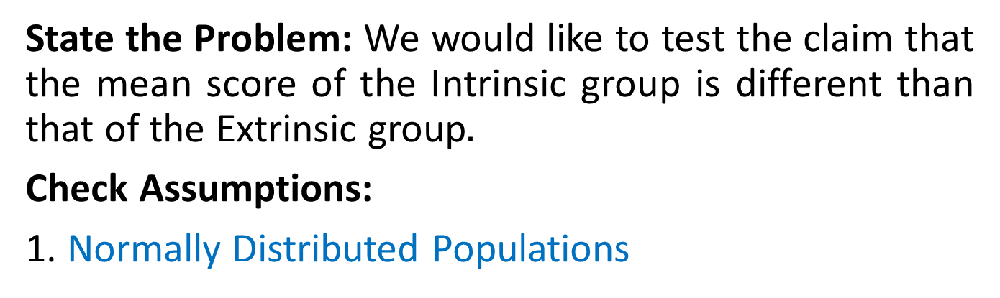 State the Problem: We would like to test the claim that
the mean score of the Intrinsic group is different than
that of the Extrinsic group.
Check Assumptions:
1. Normally Distributed Populations